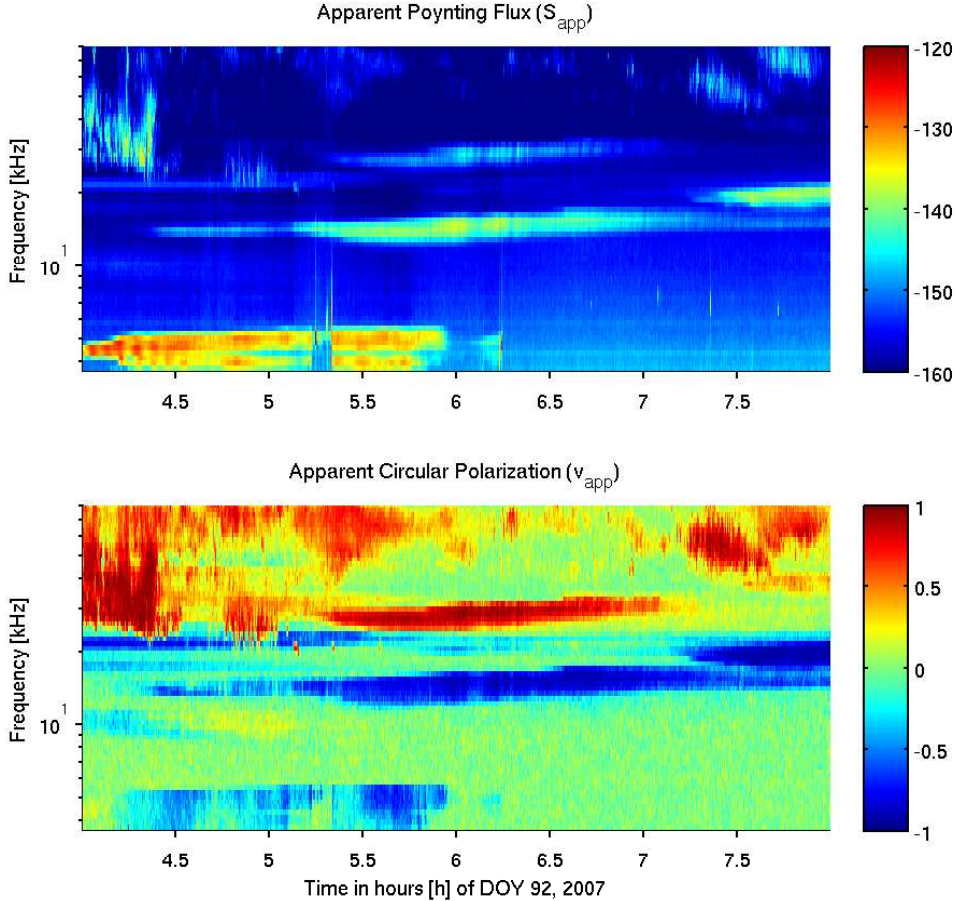 Apparent Poynting Flux (S_app)
Frequency [kHz]
10^1
4.5 5 5.5 6 6.5 7 7.5
-120
-130
-140
-150
-160
Apparent Circular Polarization (v_app)
Frequency [kHz]
10^1
4.5 5 5.5 6 6.5 7 7.5
Time in hours [h] of DOY 92, 2007
1
0.5
0
-0.5
-1